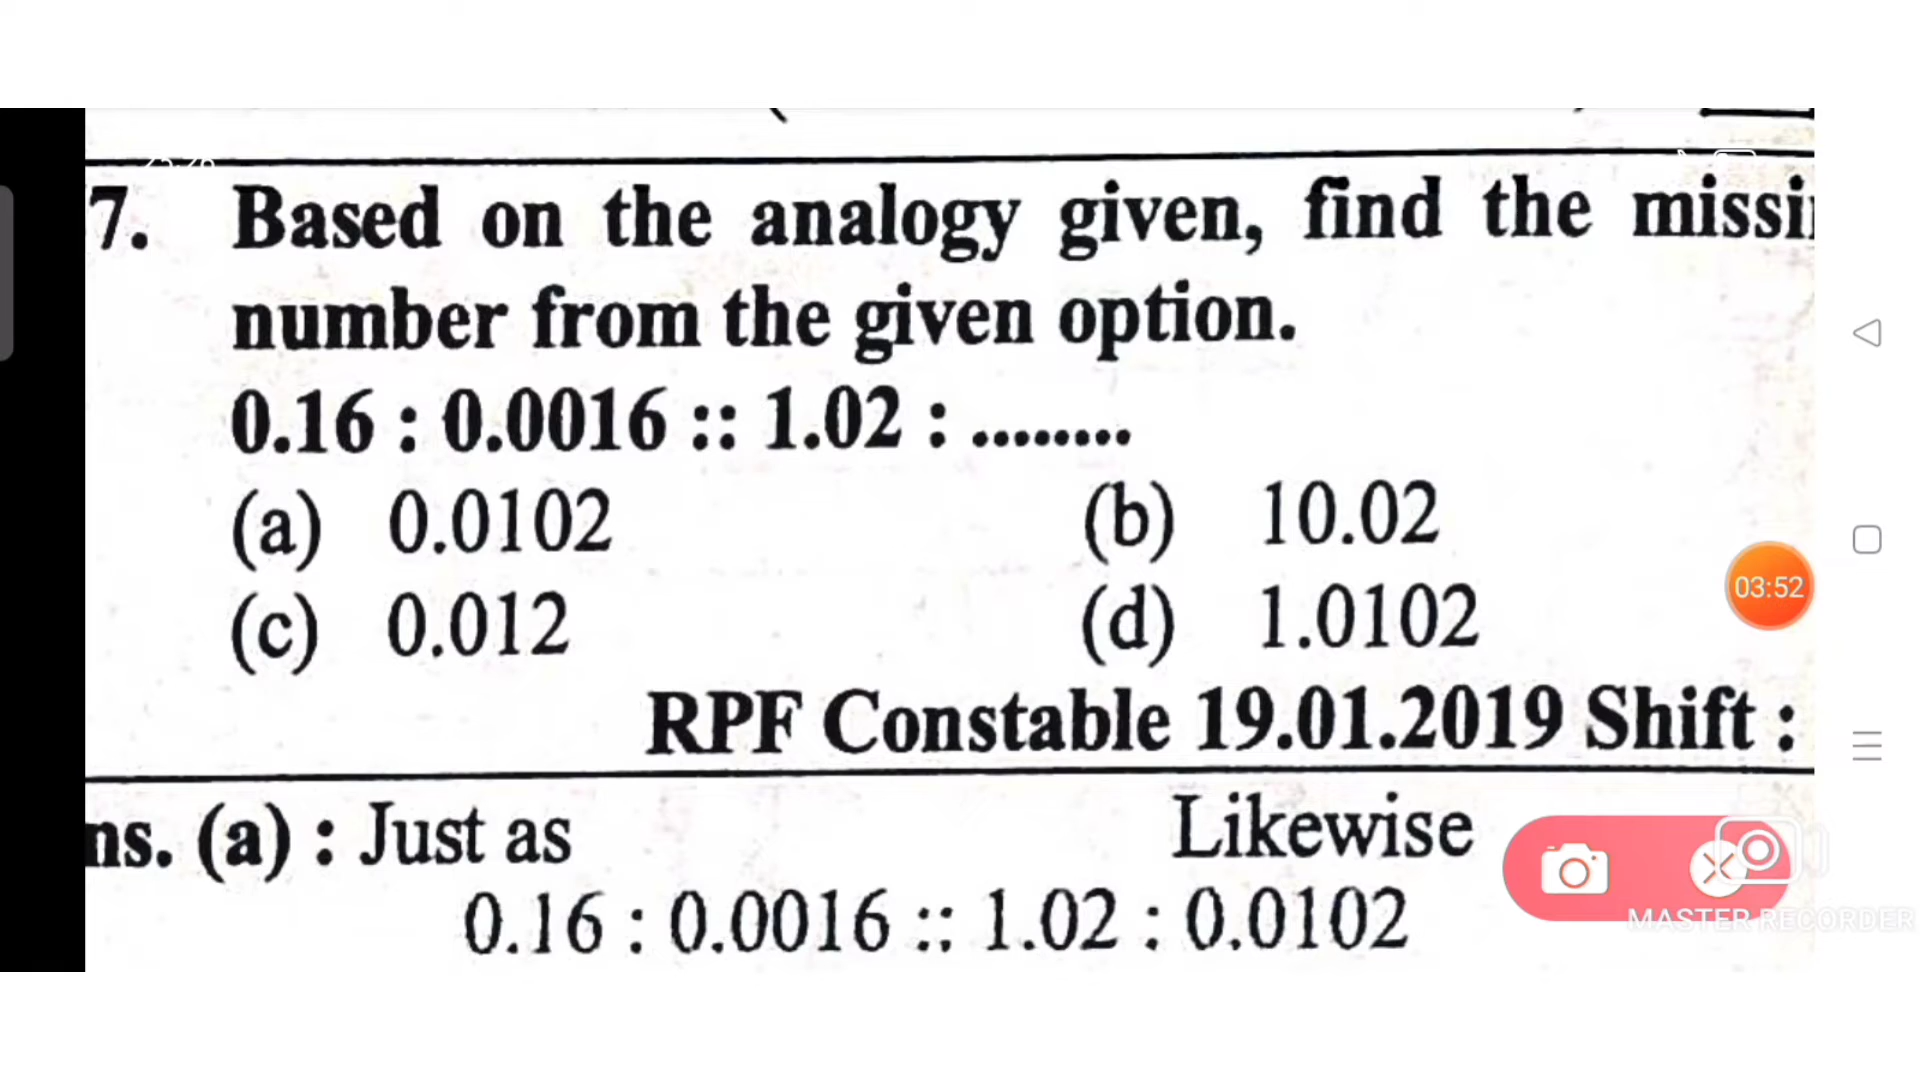 7. Based on the analogy given, find the
number from the given option.
0.16 : 0.0016 :: 1.02 : ........
(a) 0.0102 (b) 10.02
(c) 0.012 (d) 1.0102
03:52
RPF Constable 19.01.2019 Shift :
(a) : Just as Likewise
0.16 : 0.0016 :: 1.02 : 0.0102
MASTER RECORDER